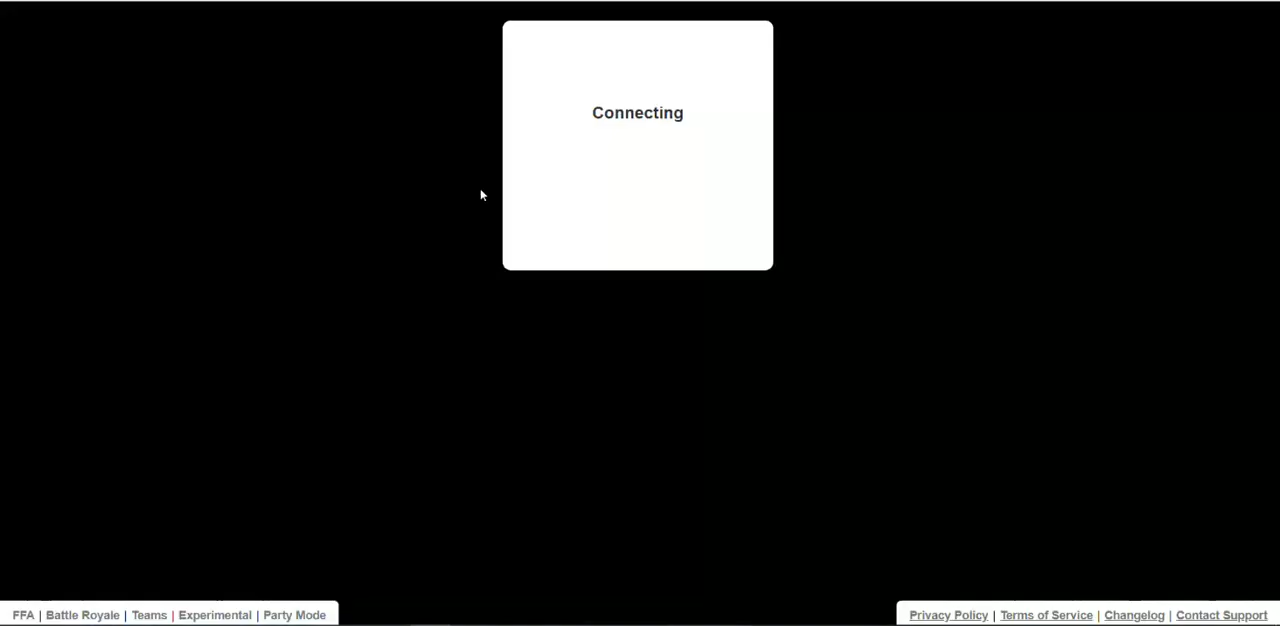 Connecting
FFA | Battle Royale | Teams | Experimental | Party Mode
Privacy Policy | Terms of Service | Changelog | Contact Support